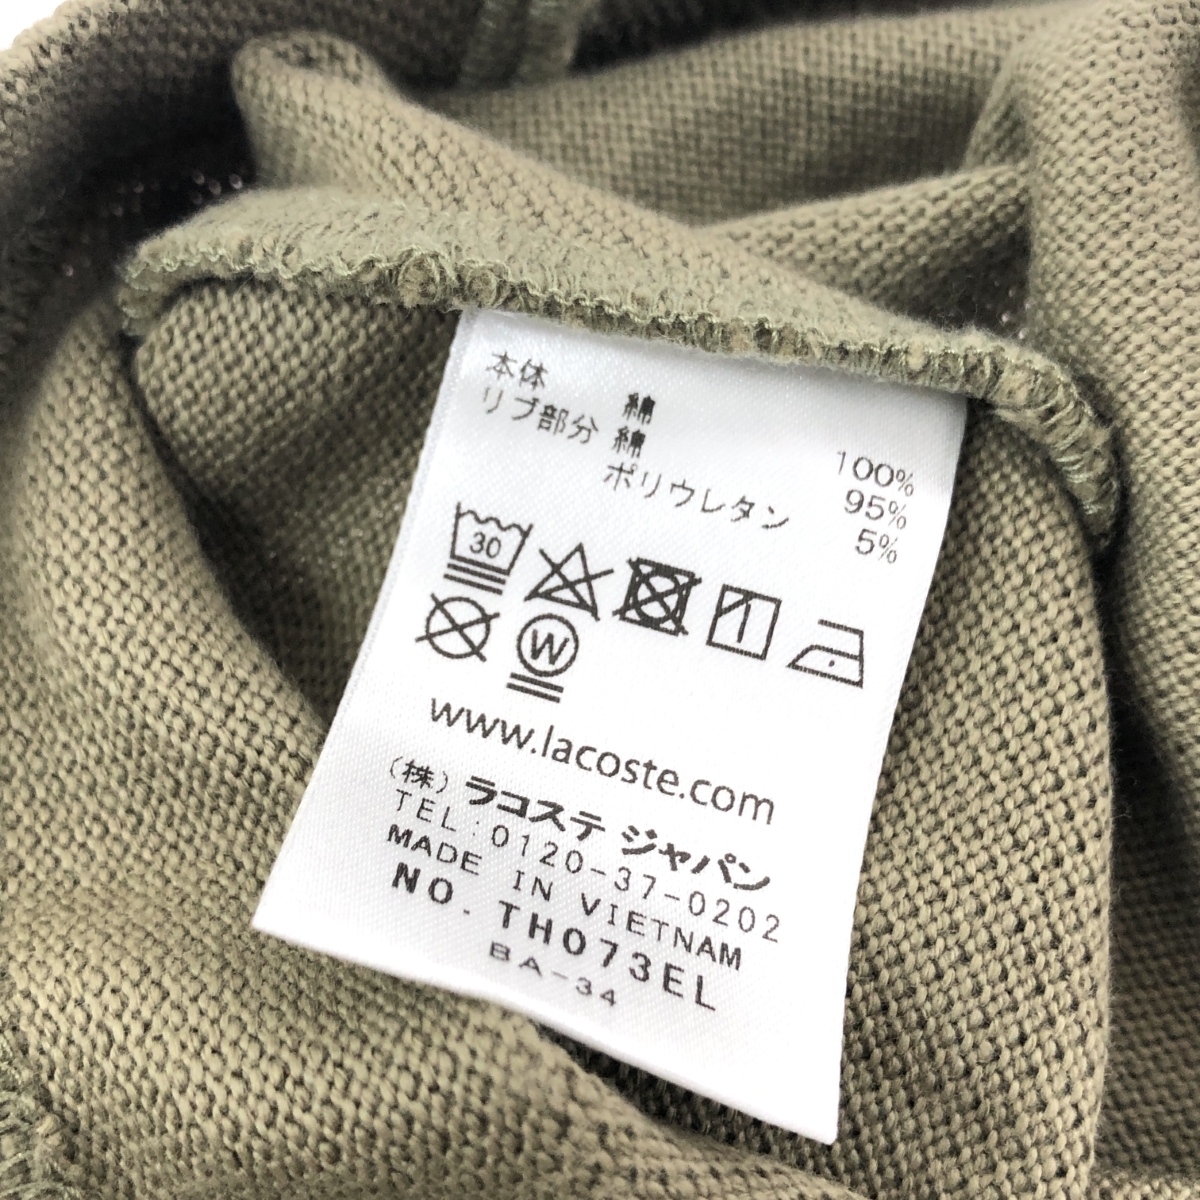 本体 綿 100%
リブ部分 綿 95%
ポリウレタン 5%
30
W
www.lacoste.com
(株) ラコステ ジャパン
TEL:0120-37-0202
MADE IN VIETNAM
NO. TH073EL
BA-34